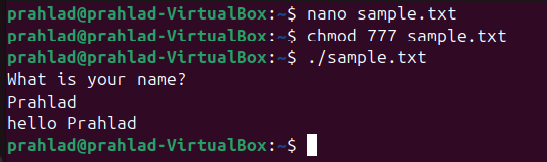 prahlad@prahlad-VirtualBox:~$ nano sample.txt
prahlad@prahlad-VirtualBox:~$ chmod 777 sample.txt
prahlad@prahlad-VirtualBox:~$ ./sample.txt
What is your name?
Prahlad
hello Prahlad
prahlad@prahlad-VirtualBox:~$